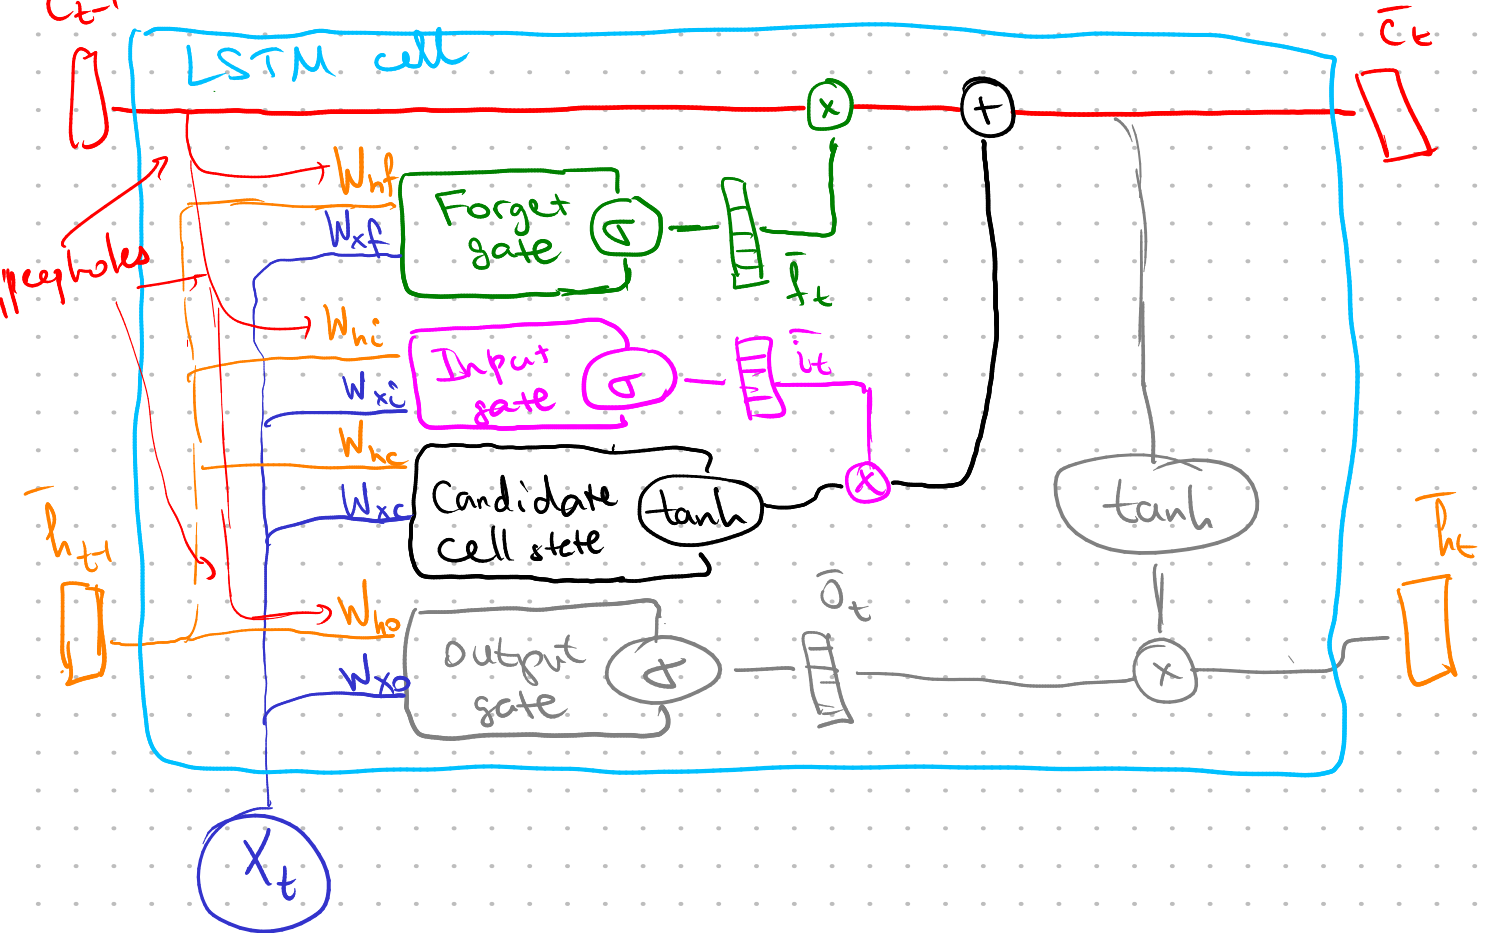 C̄t-1
C̄t
LSTM cell
x
+
Whf
Forget
gate
σ
Wxf
f̄t
peepholes
Whi
Input
gate
σ
īt
Wxi
Whc
x
Wxc
Candidate
cell state
tanh
tanh
h̄t-1
h̄t
Who
ōt
Output
gate
σ
x
Wxo
Xt